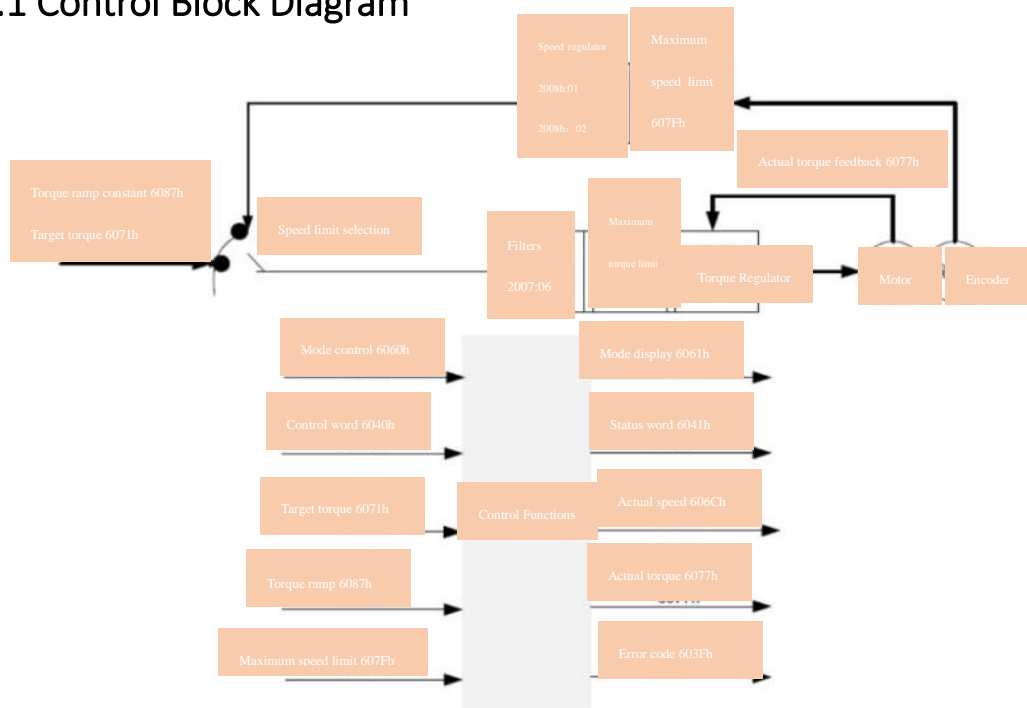 .1 Control Block Diagram
Speed regulator
2008h:01
2008h: 02
Maximum
speed limit
607Fh
Actual torque feedback 6077h
Torque ramp constant 6087h
Target torque 6071h
Speed limit selection
Filters
2007:06
Maximum
torque limit
Torque Regulator
Motor
Encoder
Mode control 6060h
Mode display 6061h
Control word 6040h
Status word 6041h
Target torque 6071h
Control Functions
Actual speed 606Ch
Torque ramp 6087h
Actual torque 6077h
Maximum speed limit 607Fh
Error code 603Fh